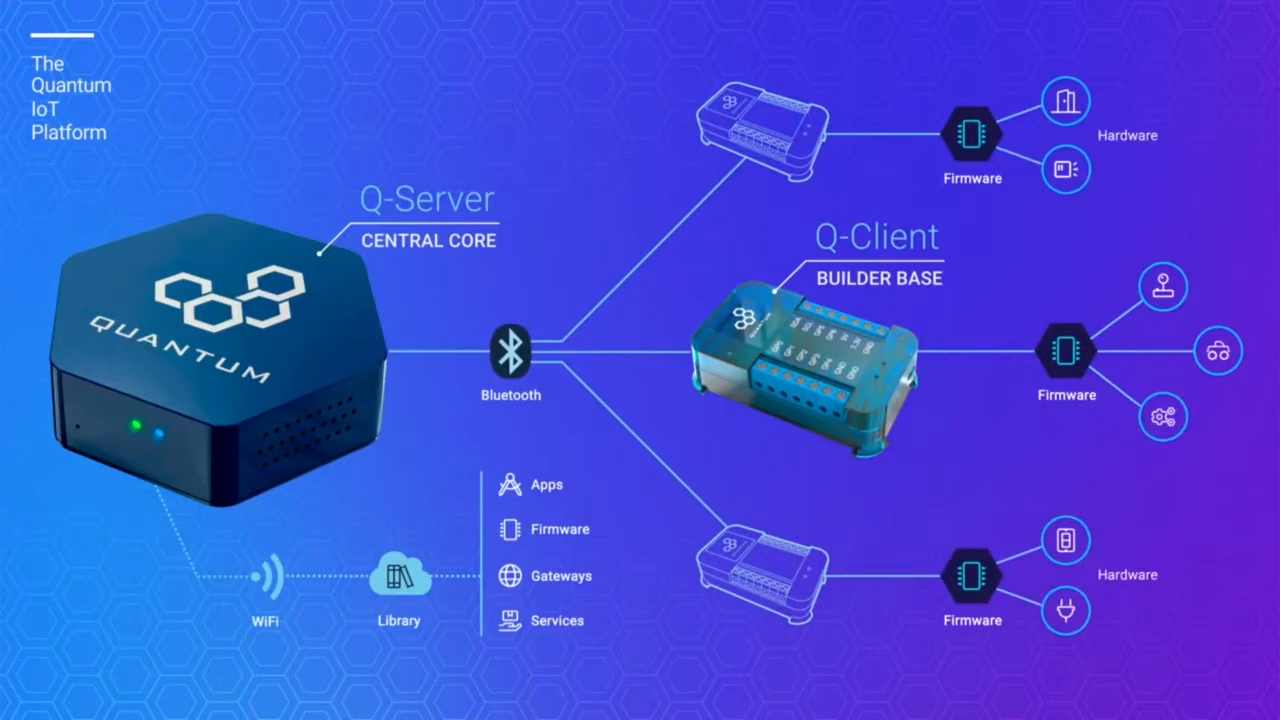 The
Quantum
IoT
Platform
Q-Server
CENTRAL CORE
QUANTUM
Q-Client
BUILDER BASE
Bluetooth
WiFi
Library
Apps
Firmware
Gateways
Services
Firmware
Hardware
Firmware
Firmware
Hardware